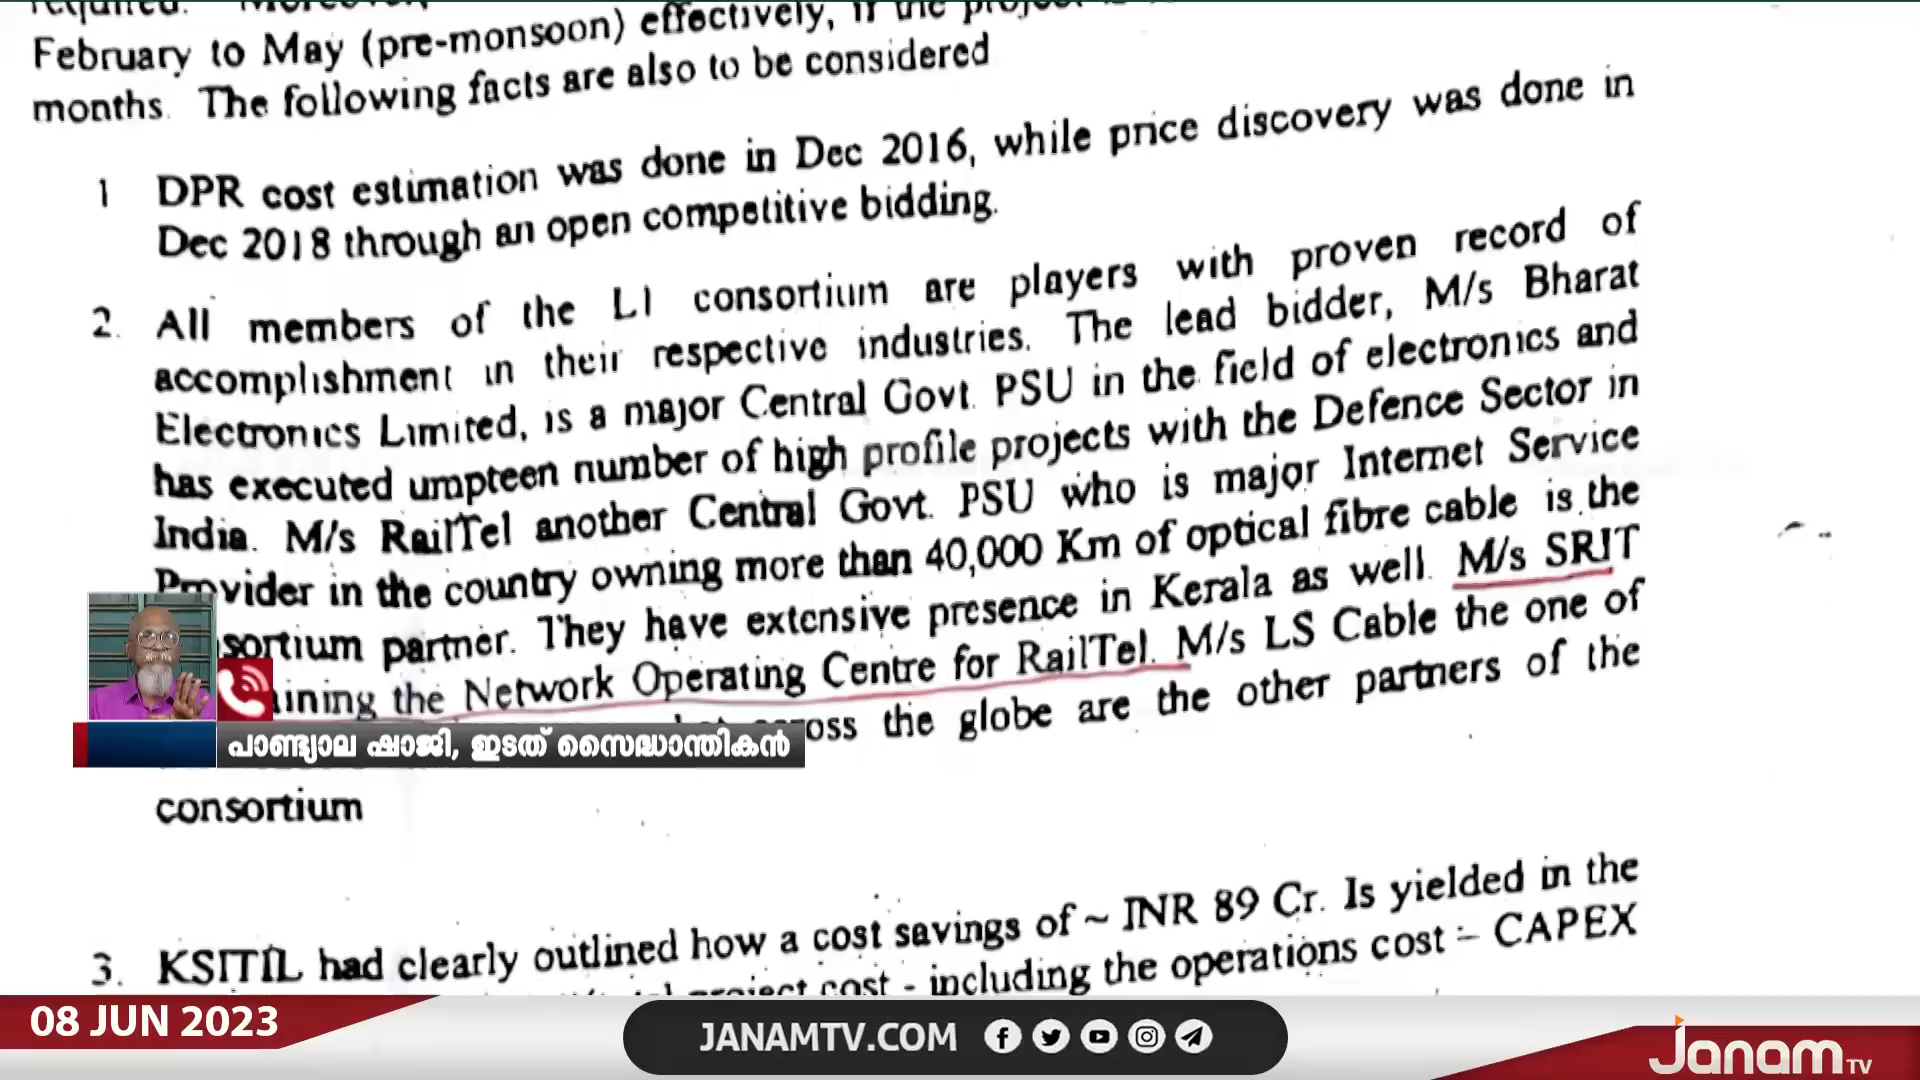 February to May (pre-monsoon) effectively, if the project
months. The following facts are also to be considered
1 DPR cost estimation was done in Dec 2016, while price discovery was done in
Dec 2018 through an open competitive bidding.
2. All members of the L1 consortium are players with proven record of
accomplishment in their respective industries. The lead bidder, M/s Bharat
Electronics Limited, is a major Central Govt. PSU in the field of electronics and
has executed umpteen number of high profile projects with the Defence Sector in
India. M/s RailTel another Central Govt. PSU who is major Internet Service
Provider in the country owning more than 40,000 Km of optical fibre cable is the
partner. They have extensive presence in Kerala as well. M/s SRIT
the Network Operating Centre for RailTel. M/s LS Cable the one of
the globe are the other partners of the
consortium
3. KSITIL had clearly outlined how a cost savings of ~ INR 89 Cr. Is yielded in the
project cost - including the operations cost :- CAPEX
പാണ്ട്യാല ഷാജി, ഇടത് സൈദ്ധാന്തികൻ
08 JUN 2023
JANAMTV.COM
Janam TV